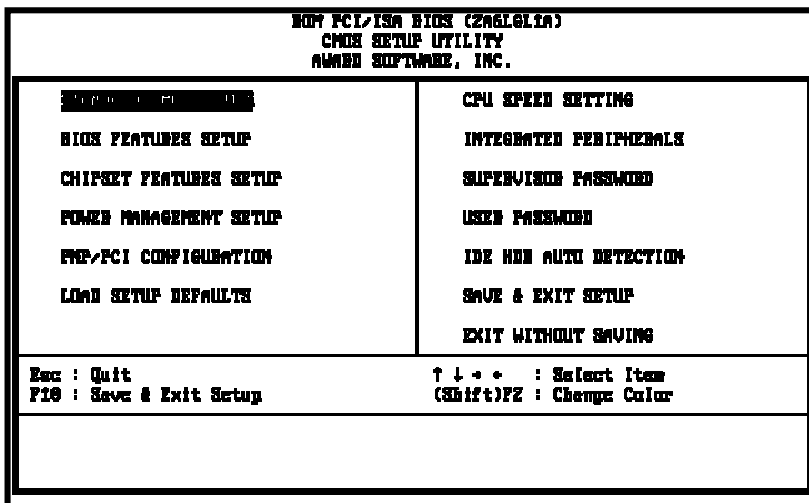 ROM PCI/ISA BIOS (2A6LGL1A)
CMOS SETUP UTILITY
AWARD SOFTWARE, INC.
CPU SPEED SETTING
BIOS FEATURES SETUP
INTEGRATED PERIPHERALS
CHIPSET FEATURES SETUP
SUPERVISOR PASSWORD
POWER MANAGEMENT SETUP
USER PASSWORD
PNP/PCI CONFIGURATION
IDE HDD AUTO DETECTION
LOAD SETUP DEFAULTS
SAVE & EXIT SETUP
EXIT WITHOUT SAVING
Esc : Quit
↑ ↓ → ← : Select Item
F10 : Save & Exit Setup
(Shift)F2 : Change Color